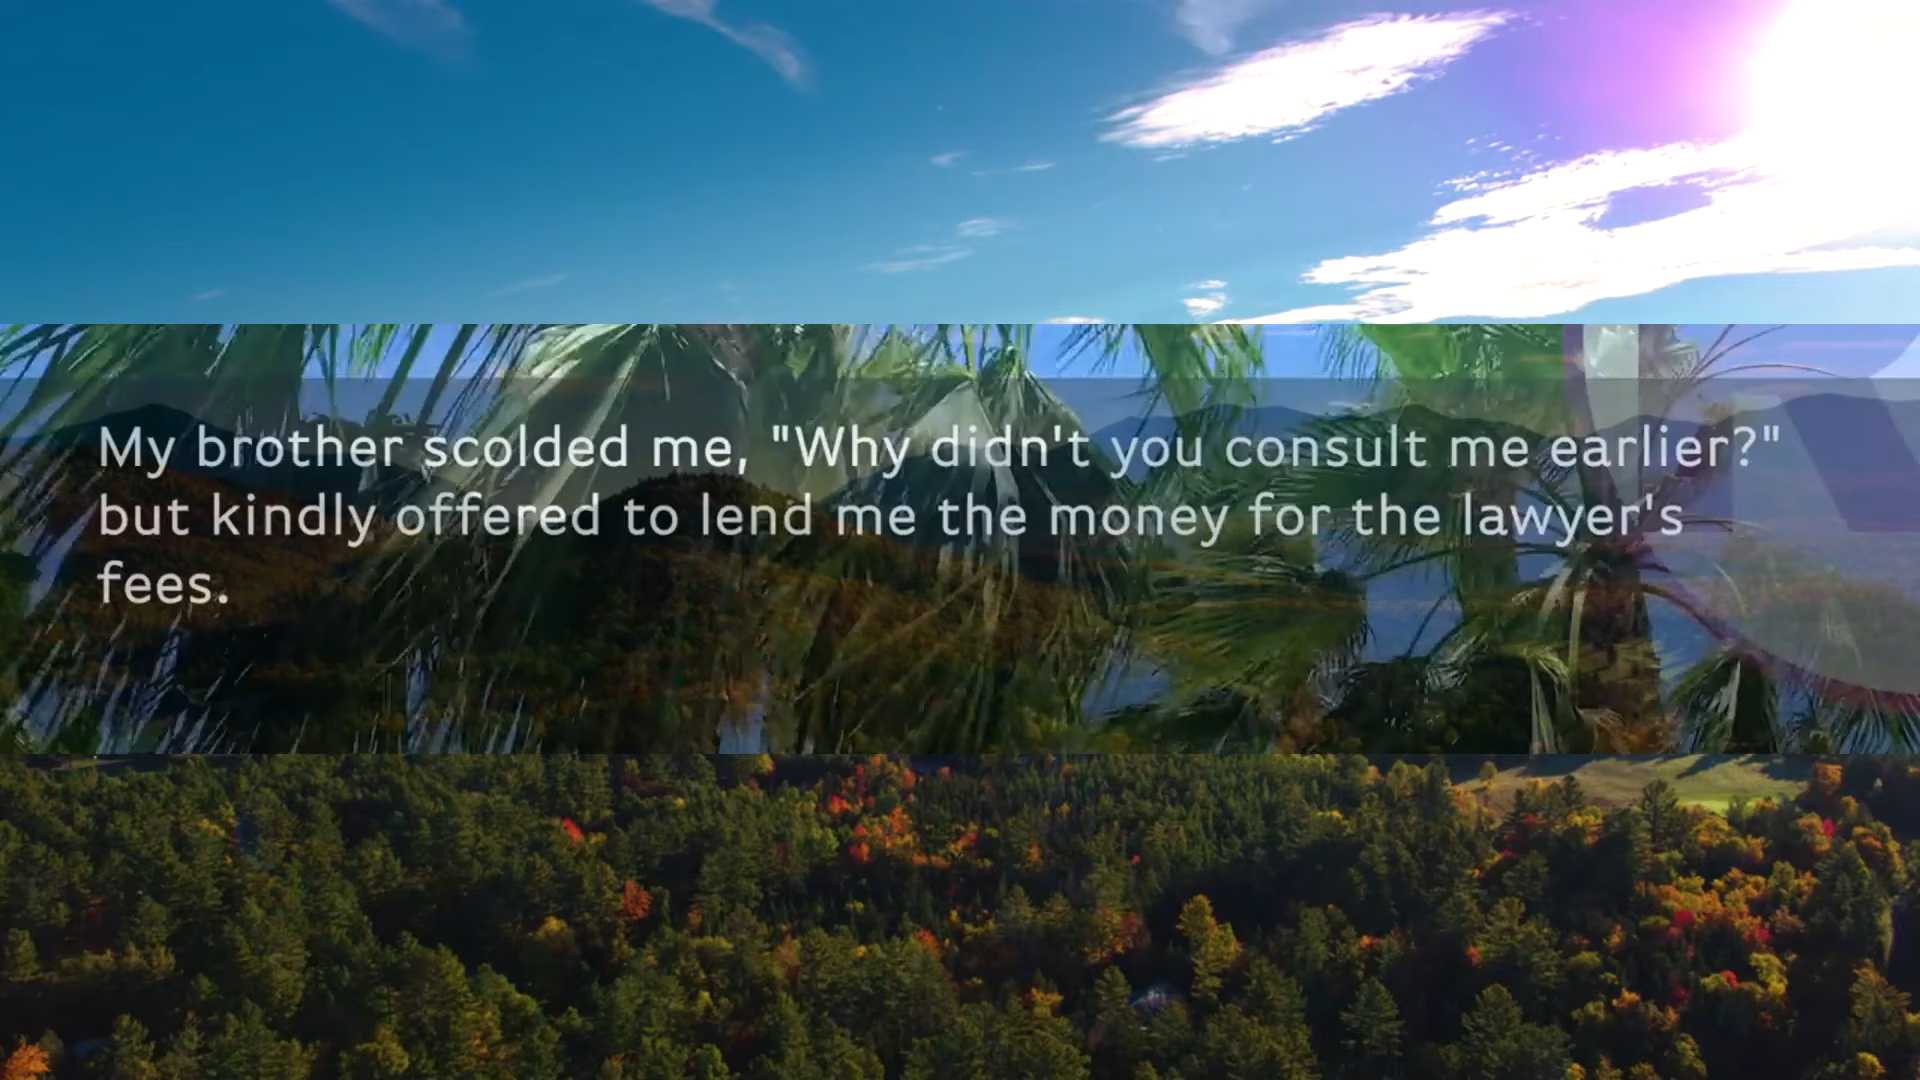 My brother scolded me, "Why didn't you consult me earlier?"
but kindly offered to lend me the money for the lawyer's
fees.